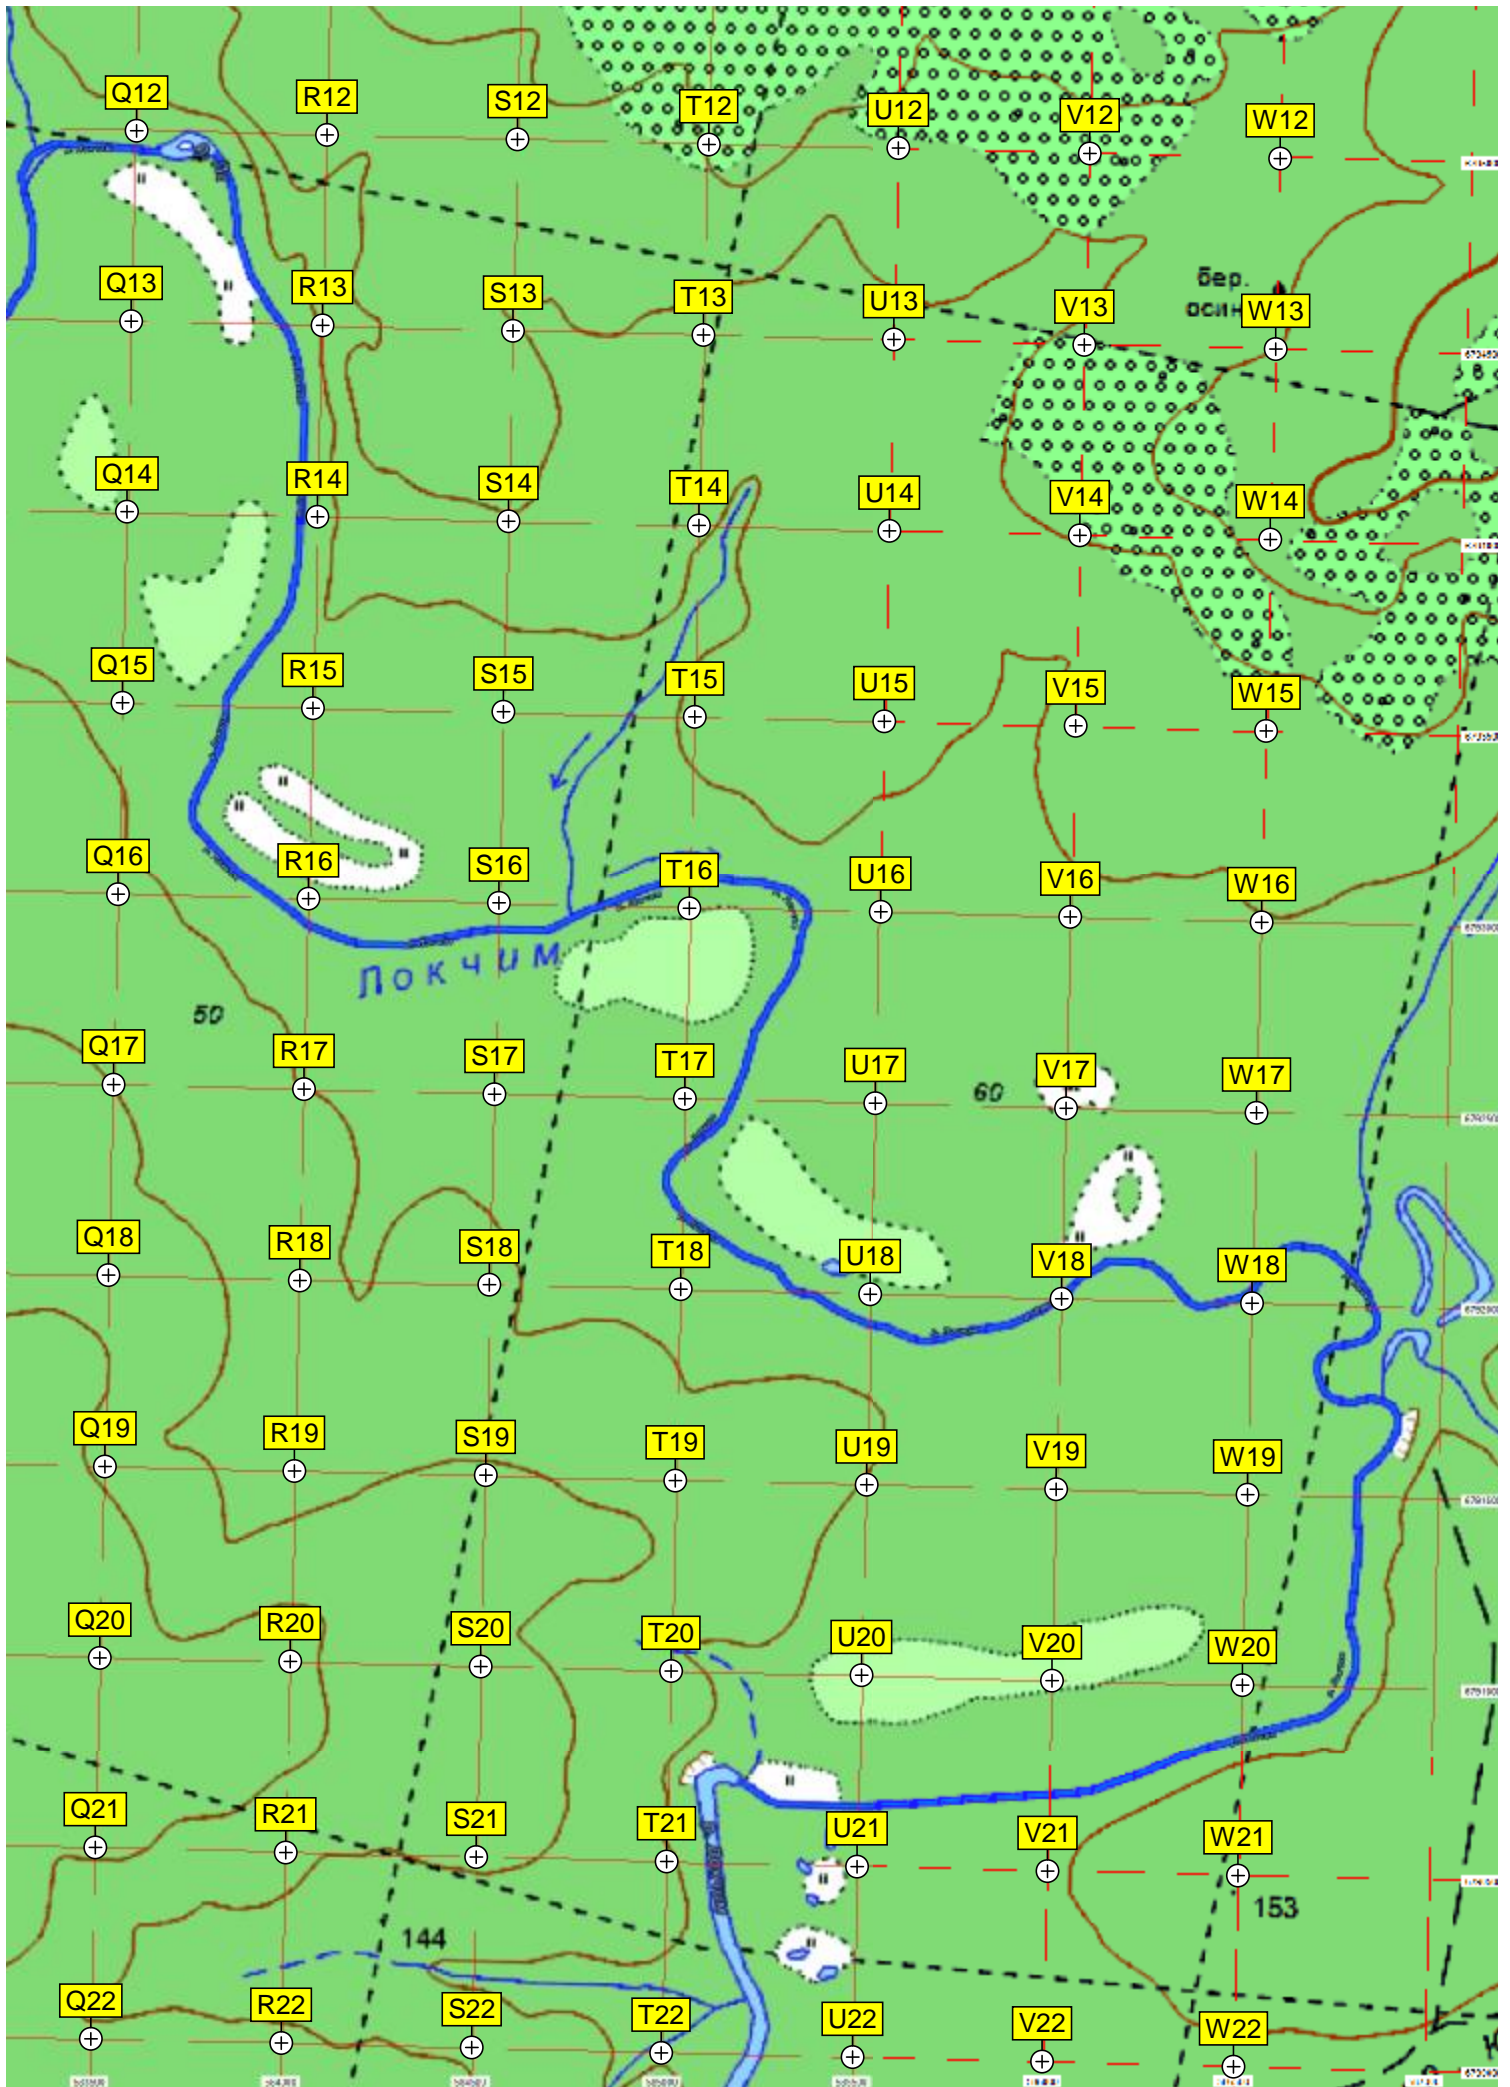 Q12 R12 S12 T12 U12 V12 W12
бер.
осин
Q13 R13 S13 T13 U13 V13 W13
Q14 R14 S14 T14 U14 V14 W14
Q15 R15 S15 T15 U15 V15 W15
Q16 R16 S16 T16 U16 V16 W16
Локчим
50
Q17 R17 S17 T17 U17 V17 W17
60
Q18 R18 S18 T18 U18 V18 W18
Q19 R19 S19 T19 U19 V19 W19
Q20 R20 S20 T20 U20 V20 W20
Q21 R21 S21 T21 U21 V21 W21
153
144
Q22 R22 S22 T22 U22 V22 W22